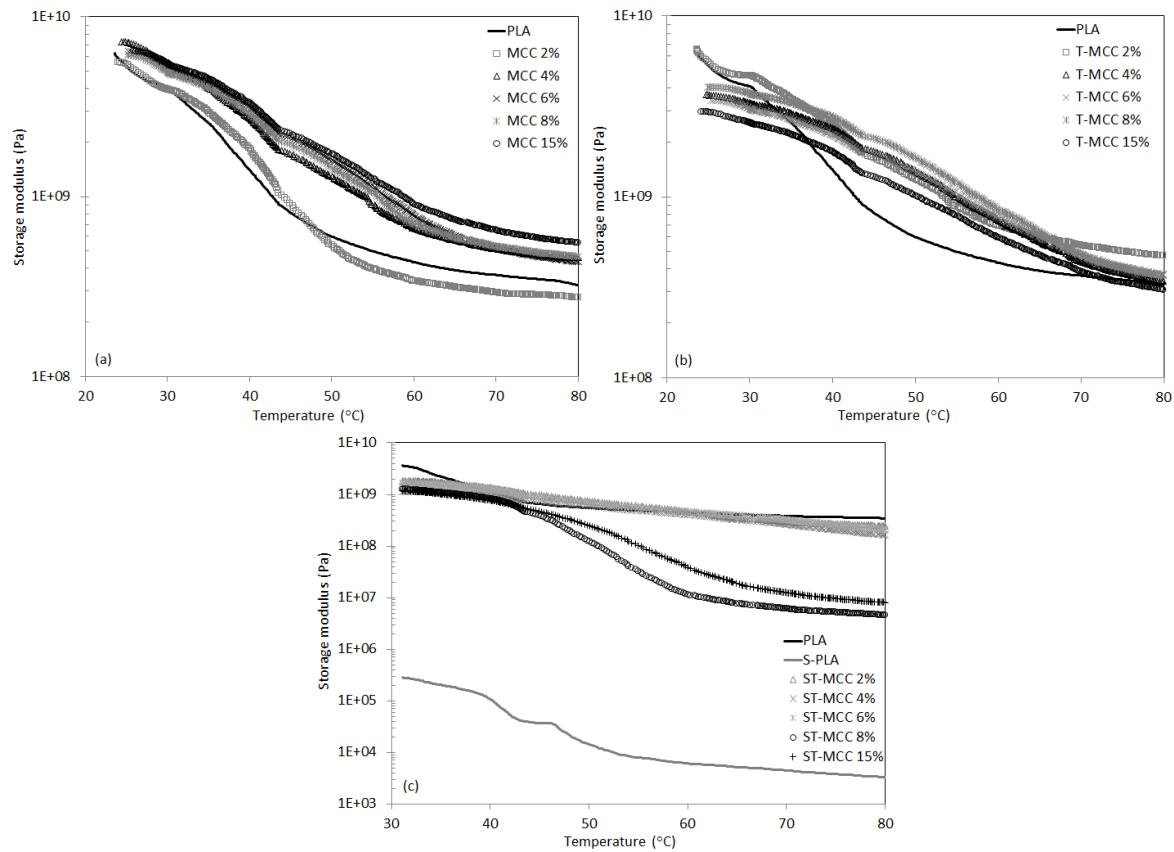 1E+10
1E+09
1E+08
Storage modulus (Pa)
20 30 40 50 60 70 80
Temperature (°C)
(a)
PLA
MCC 2%
MCC 4%
MCC 6%
MCC 8%
MCC 15%
1E+10
1E+09
1E+08
Storage modulus (Pa)
20 30 40 50 60 70 80
Temperature (°C)
(b)
PLA
T-MCC 2%
T-MCC 4%
T-MCC 6%
T-MCC 8%
T-MCC 15%
1E+10
1E+09
1E+08
1E+07
1E+06
1E+05
1E+04
1E+03
Storage modulus (Pa)
30 40 50 60 70 80
Temperature (°C)
(c)
PLA
S-PLA
ST-MCC 2%
ST-MCC 4%
ST-MCC 6%
ST-MCC 8%
ST-MCC 15%